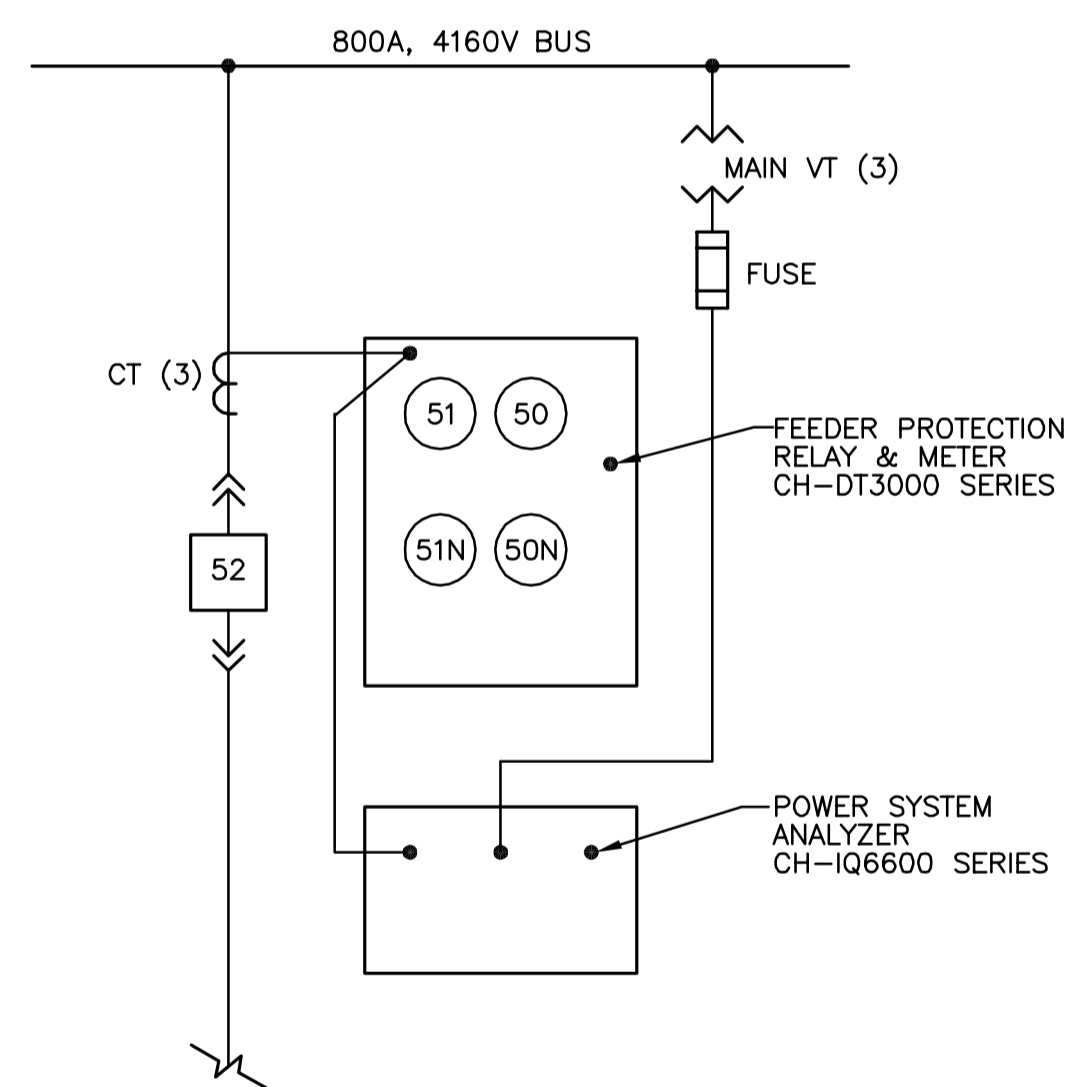 800A, 4160V BUS
MAIN VT (3)
FUSE
CT (3)
51
50
FEEDER PROTECTION
RELAY & METER
CH-DT3000 SERIES
51N
50N
52
POWER SYSTEM
ANALYZER
CH-IQ6600 SERIES